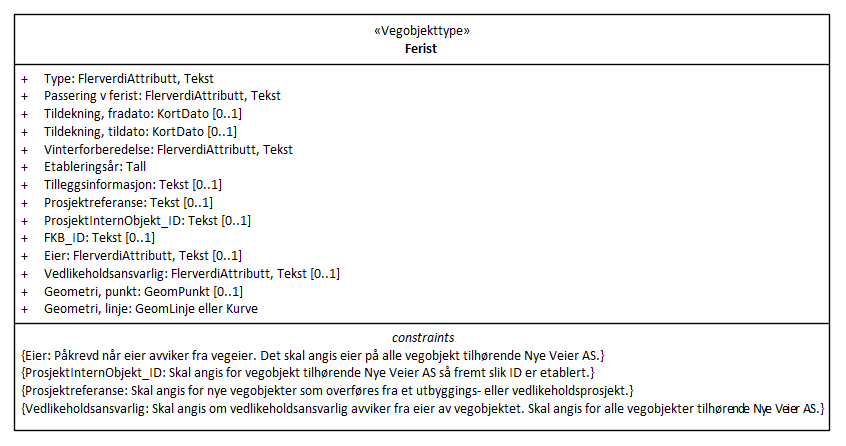 «Vegobjekttype»
Ferist
+ Type: FlerverdiAttributt, Tekst
+ Passering v ferist: FlerverdiAttributt, Tekst
+ Tildekning, fradato: KortDato [0..1]
+ Tildekning, tildato: KortDato [0..1]
+ Vinterforberedelse: FlerverdiAttributt, Tekst
+ Etableringsår: Tall
+ Tilleggsinformasjon: Tekst [0..1]
+ Prosjektreferanse: Tekst [0..1]
+ ProsjektInternObjekt_ID: Tekst [0..1]
+ FKB_ID: Tekst [0..1]
+ Eier: FlerverdiAttributt, Tekst [0..1]
+ Vedlikeholdsansvarlig: FlerverdiAttributt, Tekst [0..1]
+ Geometri, punkt: GeomPunkt [0..1]
+ Geometri, linje: GeomLinje eller Kurve
constraints
{Eier: Påkrevd når eier avviker fra vegeier. Det skal angis eier på alle vegobjekt tilhørende Nye Veier AS.}
{ProsjektInternObjekt_ID: Skal angis for vegobjekt tilhørende Nye Veier AS så fremt slik ID er etablert.}
{Prosjektreferanse: Skal angis for nye vegobjekter som overføres fra et utbyggings- eller vedlikeholdsprosjekt.}
{Vedlikeholdsansvarlig: Skal angis om vedlikeholdsansvarlig avviker fra eier av vegobjektet. Skal angis for alle vegobjekter tilhørende Nye Veier AS.}